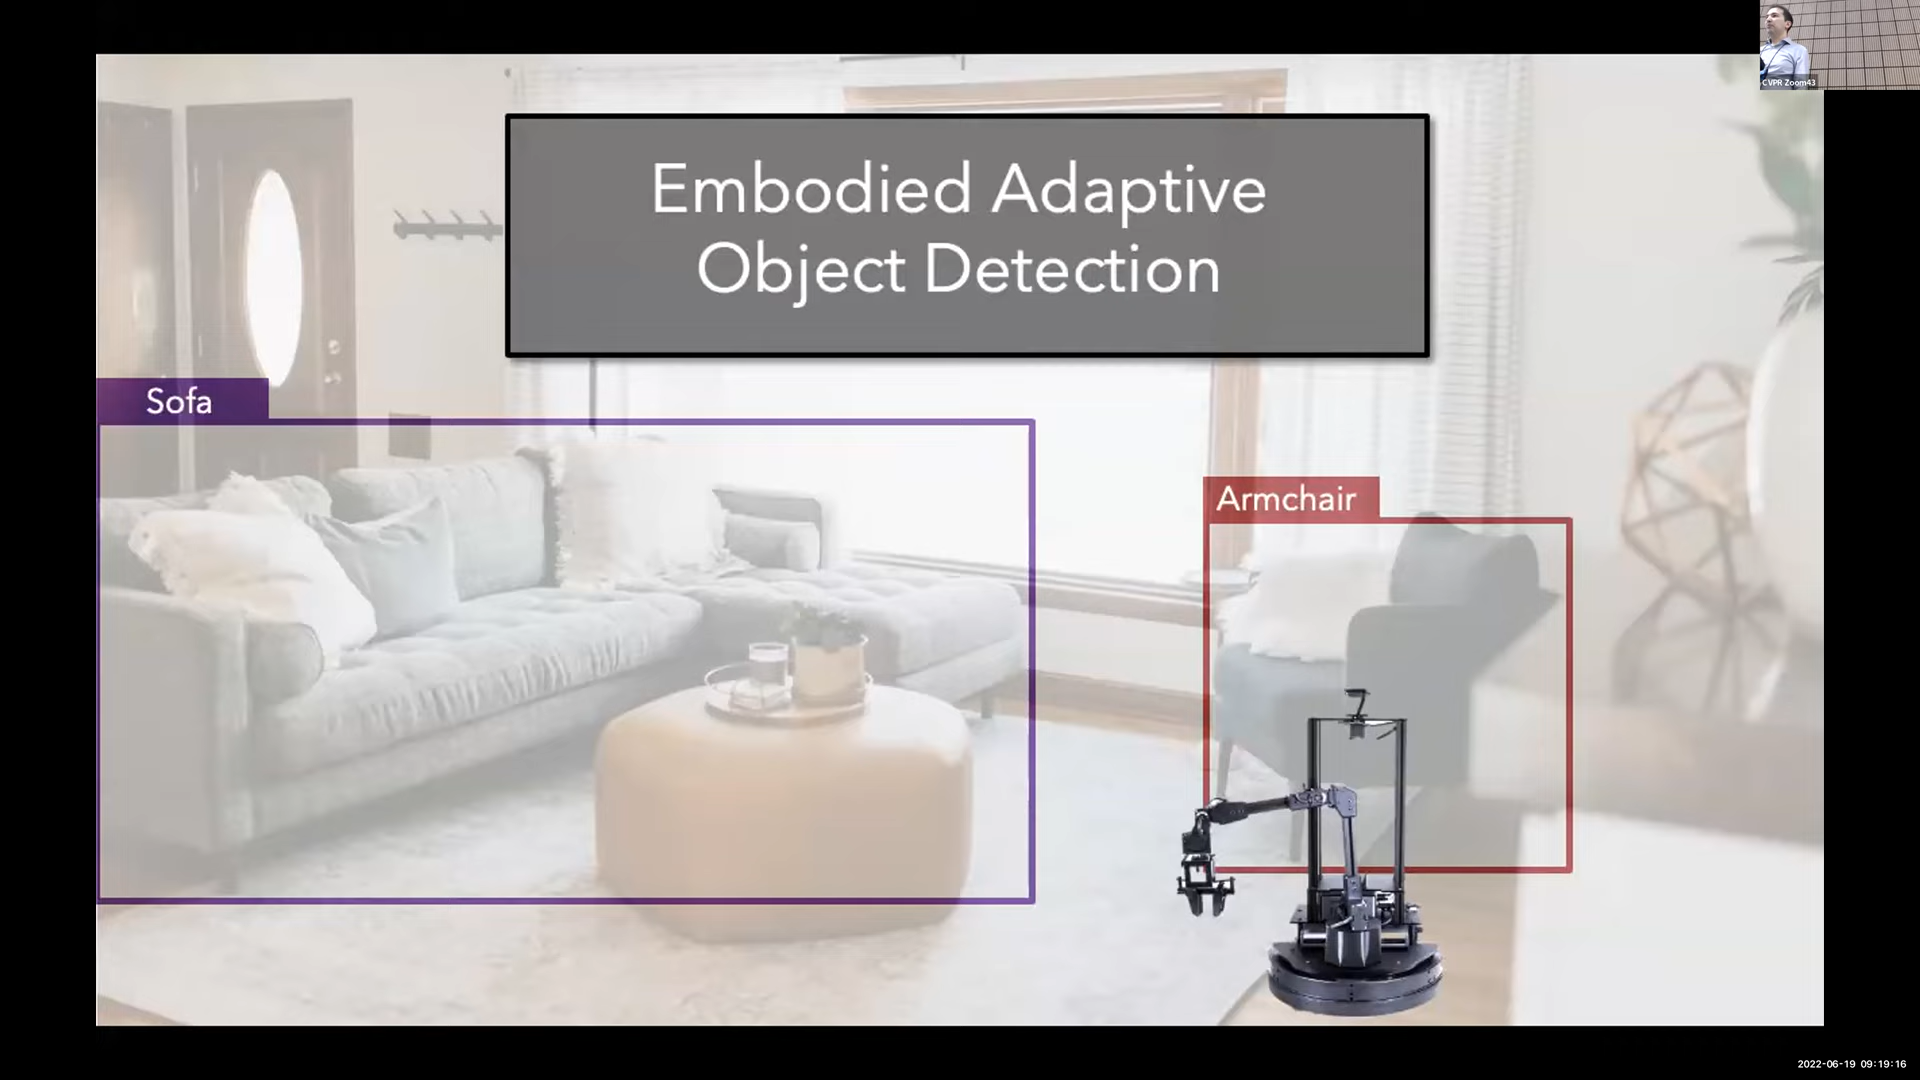 CVPR Zoom43
Embodied Adaptive
Object Detection
Sofa
Armchair
2022-06-19 09:19:16